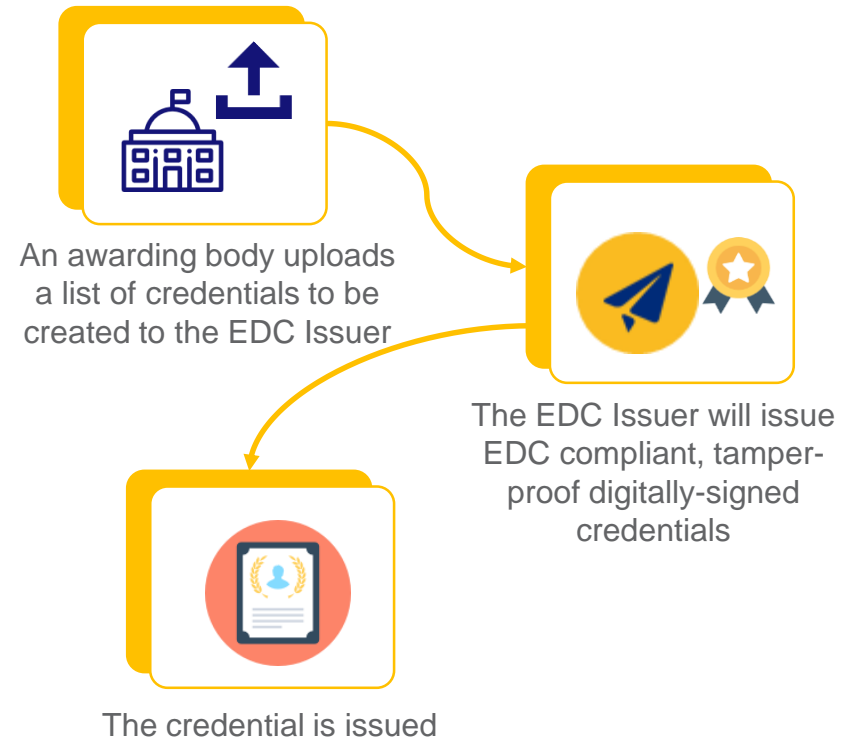 An awarding body uploads
a list of credentials to be
created to the EDC Issuer
The EDC Issuer will issue
EDC compliant, tamper-
proof digitally-signed
credentials
The credential is issued